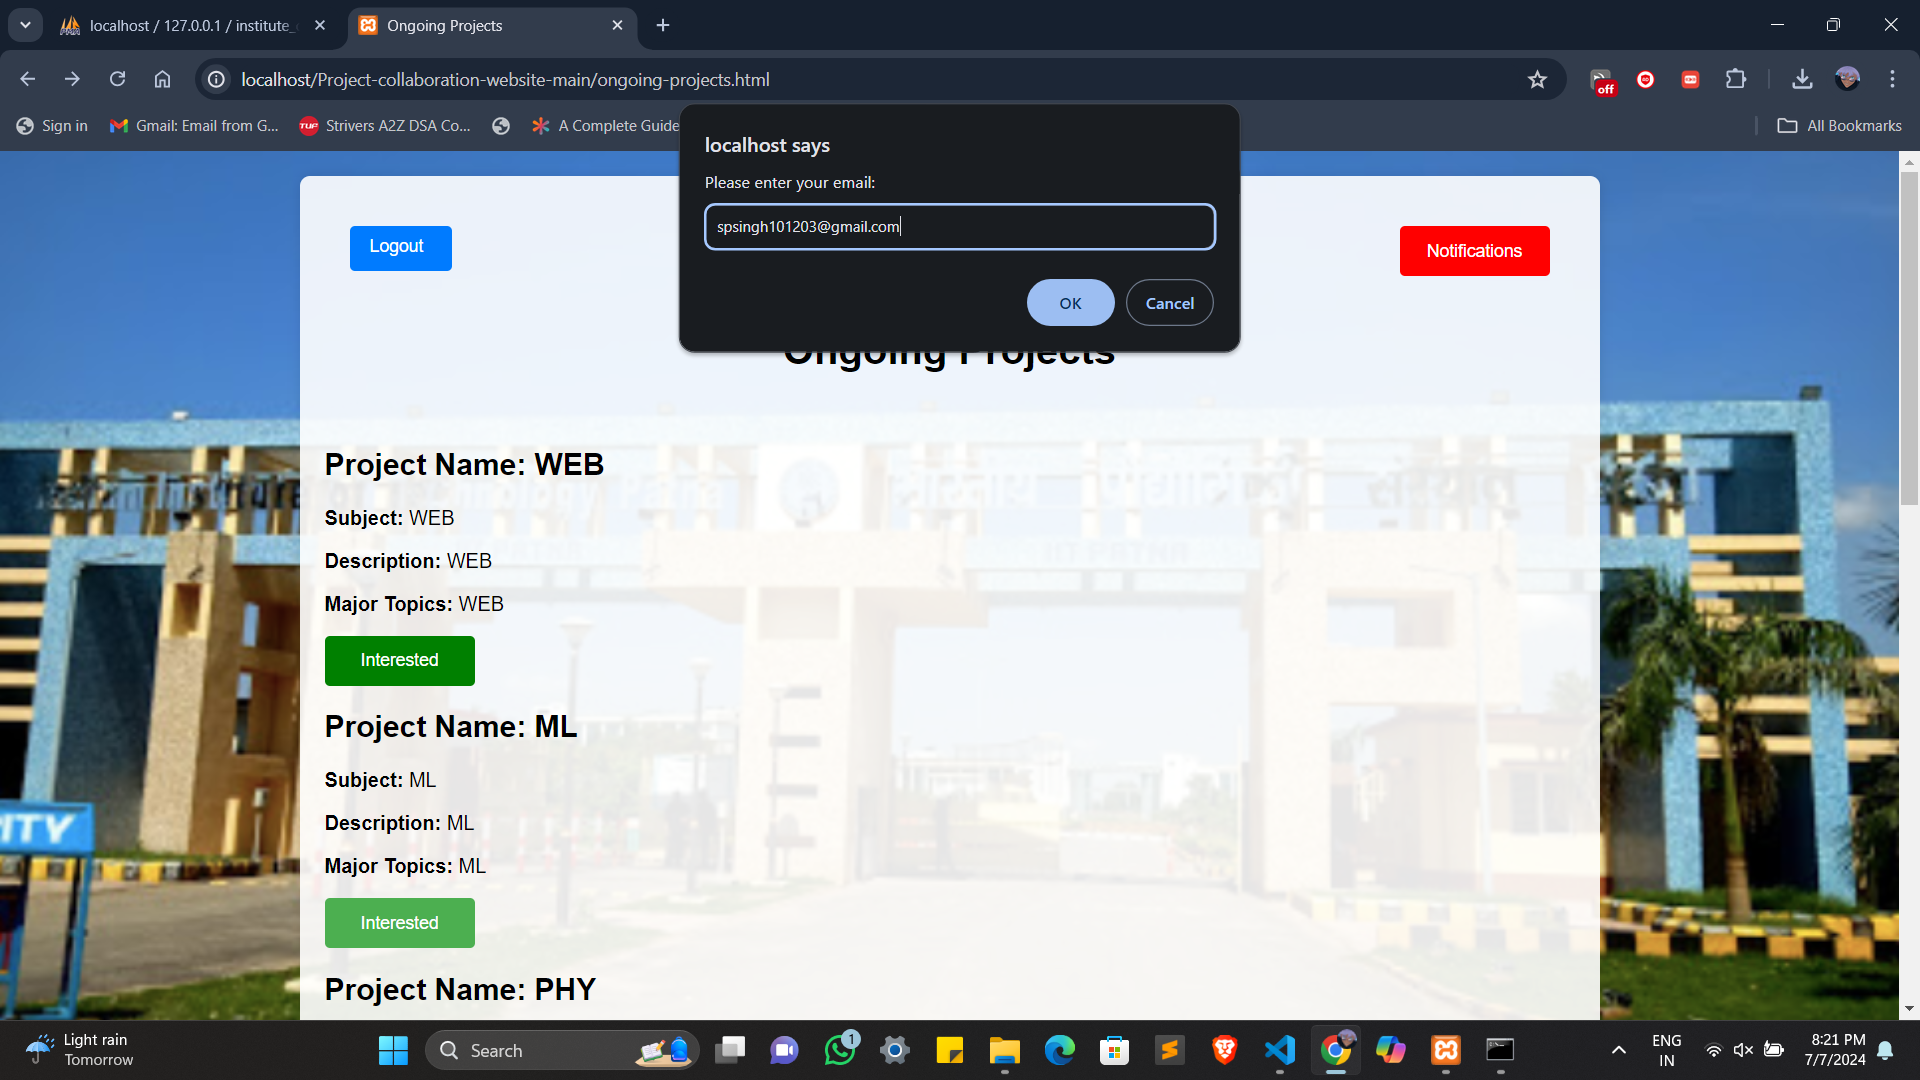 localhost / 127.0.0.1 / institute_
Ongoing Projects
localhost/Project-collaboration-website-main/ongoing-projects.html
off
Sign in
Gmail: Email from G...
TUF
Strivers A2Z DSA Co...
A Complete Guide
All Bookmarks
localhost says
Please enter your email:
spsingh101203@gmail.com
OK
Cancel
Logout
Notifications
Ongoing Projects
Project Name: WEB
Subject: WEB
Description: WEB
Major Topics: WEB
Interested
Project Name: ML
Subject: ML
Description: ML
Major Topics: ML
Interested
Project Name: PHY
ITY
Light rain
Tomorrow
Search
1
ENG
IN
8:21 PM
7/7/2024